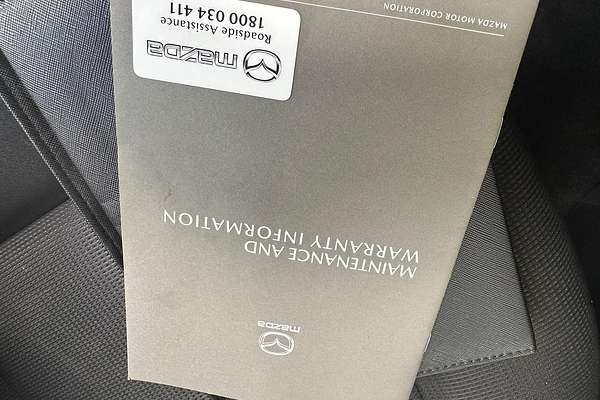 mazda
MAINTENANCE AND
WARRANTY INFORMATION
mazda
Roadside Assistance
1800 034 411
MAZDA MOTOR CORPORATION